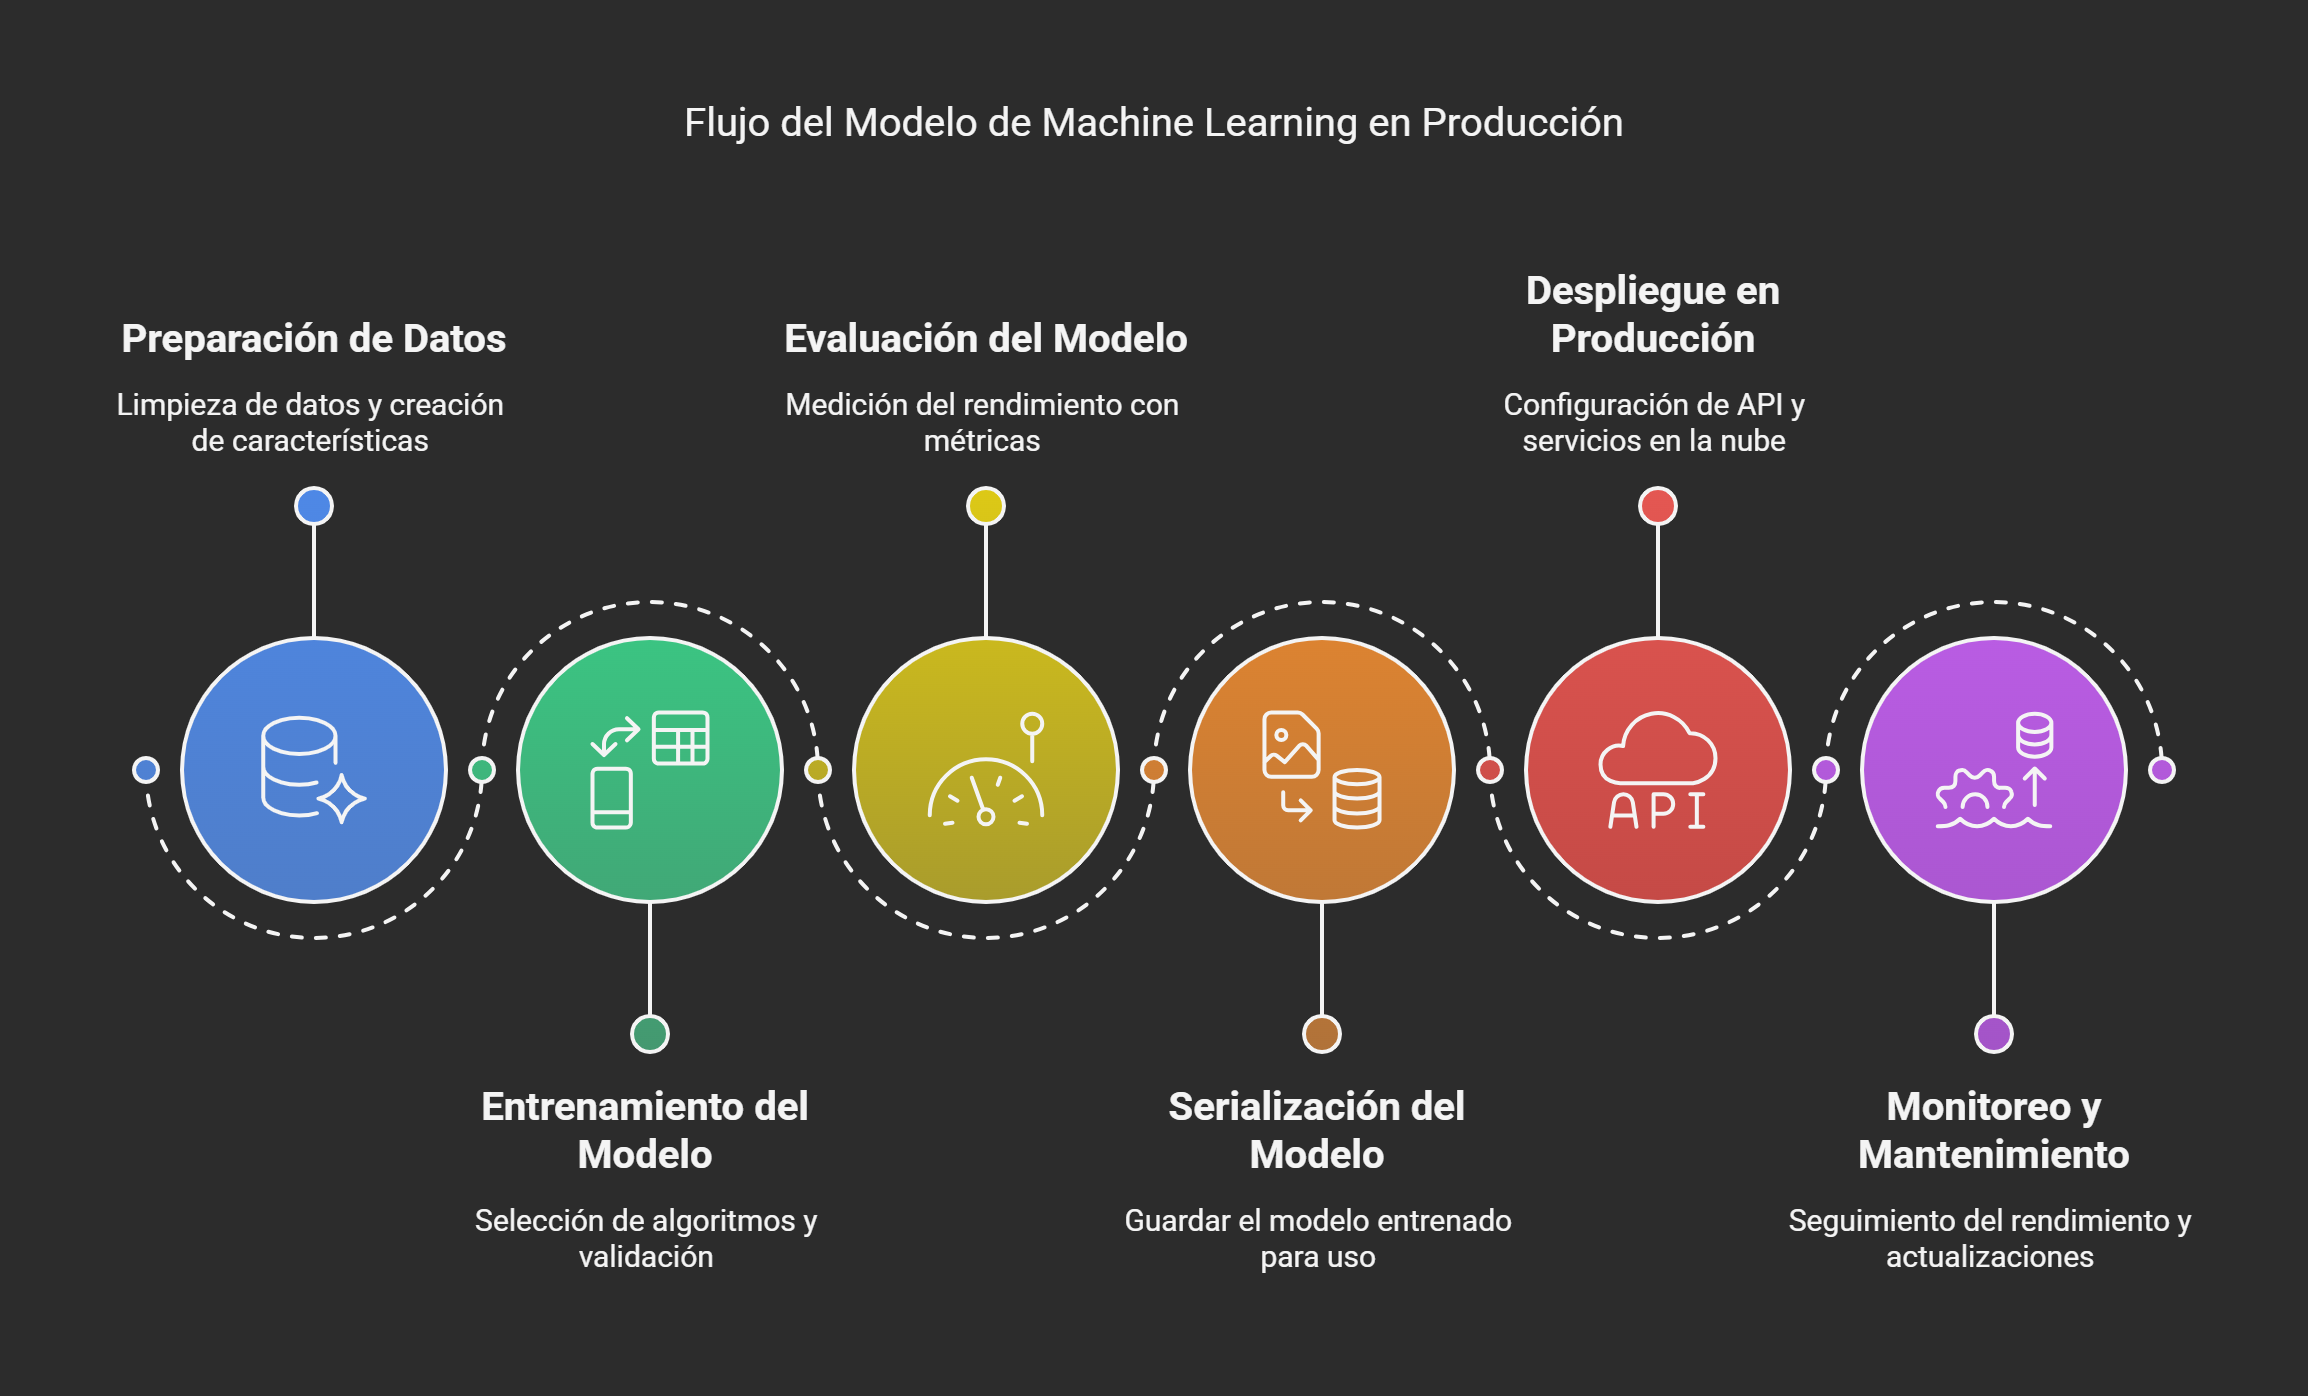 Flujo del Modelo de Machine Learning en Producción
Preparación de Datos
Limpieza de datos y creación
de características
Entrenamiento del
Modelo
Selección de algoritmos y
validación
Evaluación del Modelo
Medición del rendimiento con
métricas
Serialización del
Modelo
Guardar el modelo entrenado
para uso
Despliegue en
Producción
Configuración de API y
servicios en la nube
API
Monitoreo y
Mantenimiento
Seguimiento del rendimiento y
actualizaciones